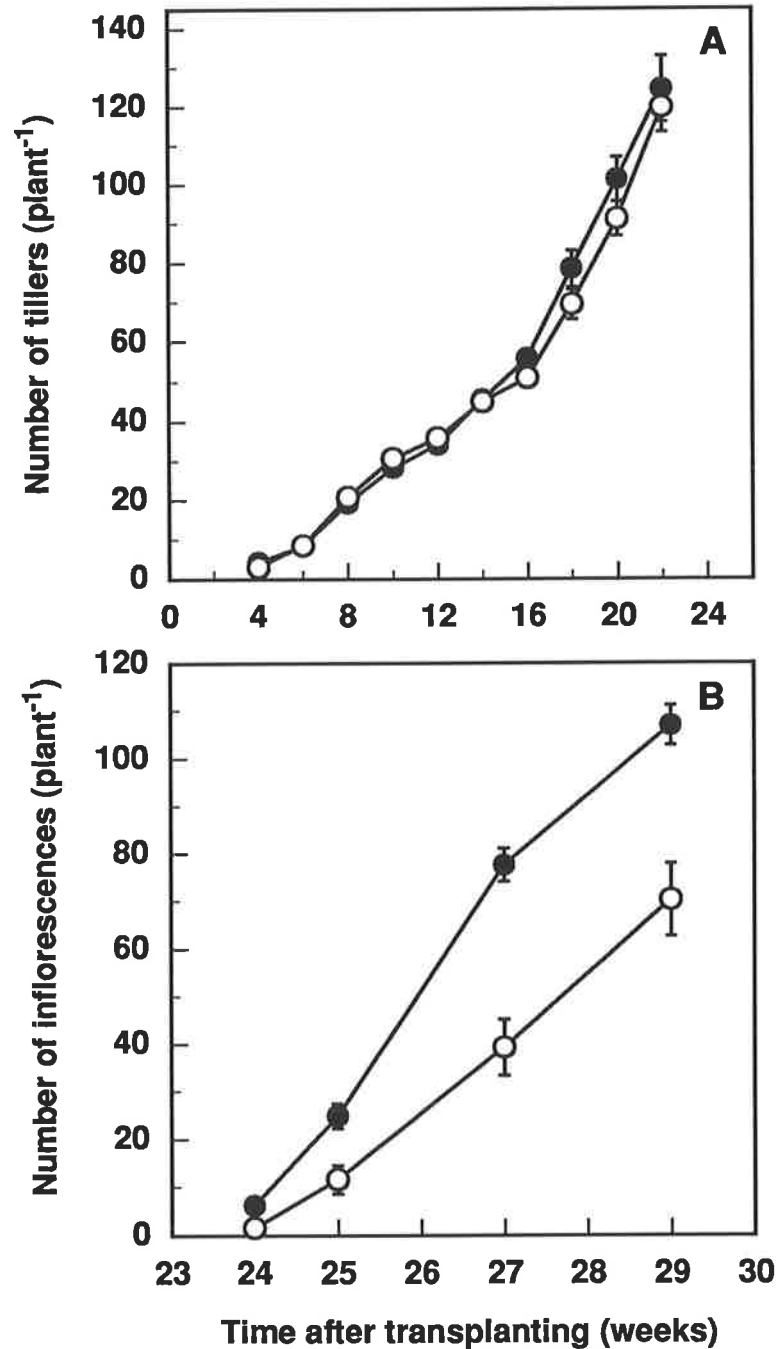 A
Number of tillers (plant⁻¹)
140
120
100
80
60
40
20
0
0 4 8 12 16 20 24
B
Number of inflorescences (plant⁻¹)
120
100
80
60
40
20
0
23 24 25 26 27 28 29 30
Time after transplanting (weeks)